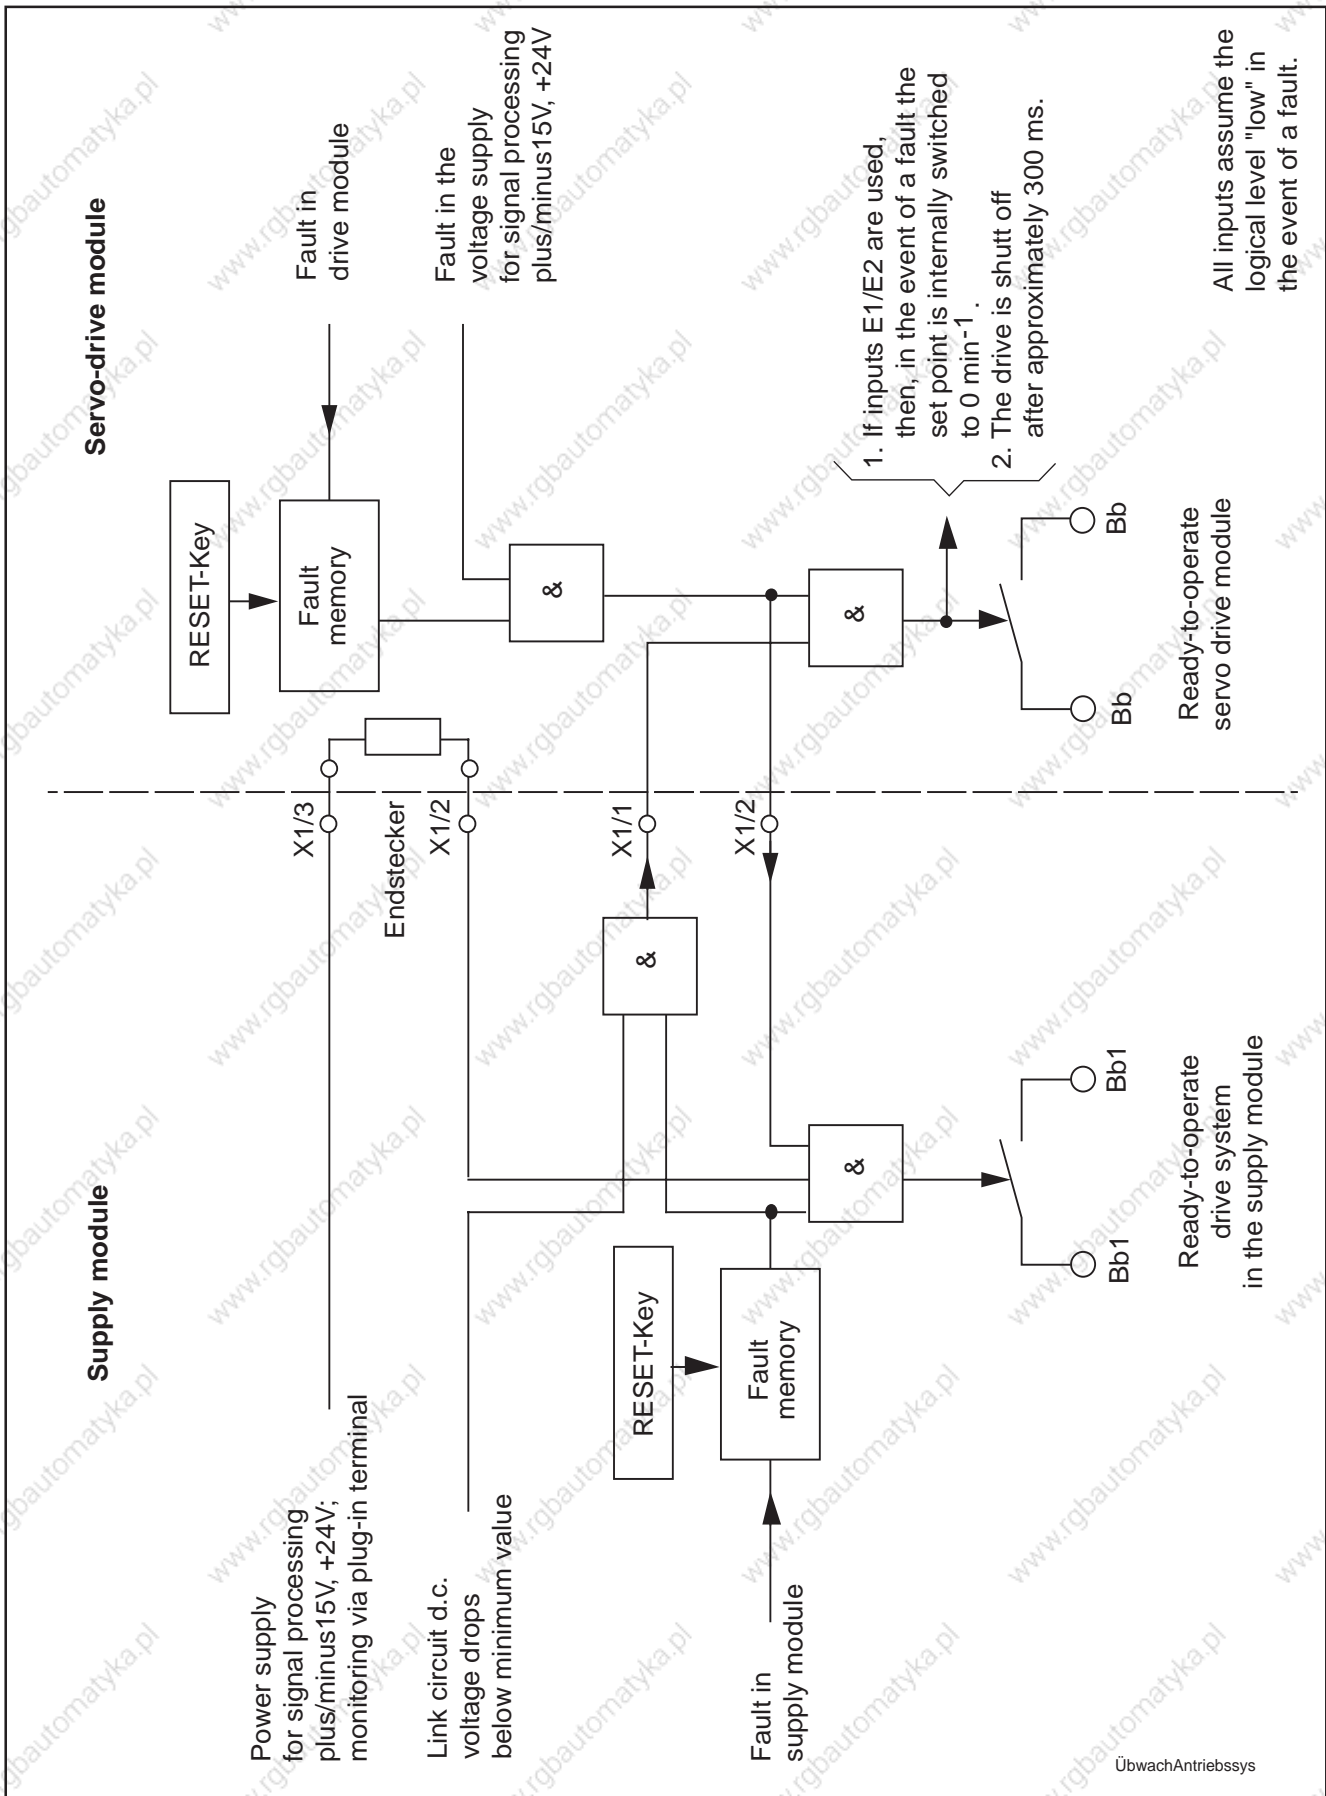 Supply module
Servo-drive module
Power supply
for signal processing
plus/minus15V, +24V;
monitoring via plug-in terminal
X1/3
Endstecker
X1/2
RESET-Key
Fault
memory
Fault in
drive module
Link circuit d.c.
voltage drops
below minimum value
Fault in the
voltage supply
for signal processing
plus/minus15V, +24V
&
&
X1/1
RESET-Key
Fault
memory
Fault in
supply module
X1/2
&
&
1. If inputs E1/E2 are used,
then, in the event of a fault the
set point is internally switched
to 0 min-1 .
2. The drive is shutt off
after approximately 300 ms.
Bb1
Bb1
Bb
Bb
Ready-to-operate
drive system
in the supply module
Ready-to-operate
servo drive module
All inputs assume the
logical level "low" in
the event of a fault.
ÜbwachAntriebssys
www.rgbautomatyka.pl